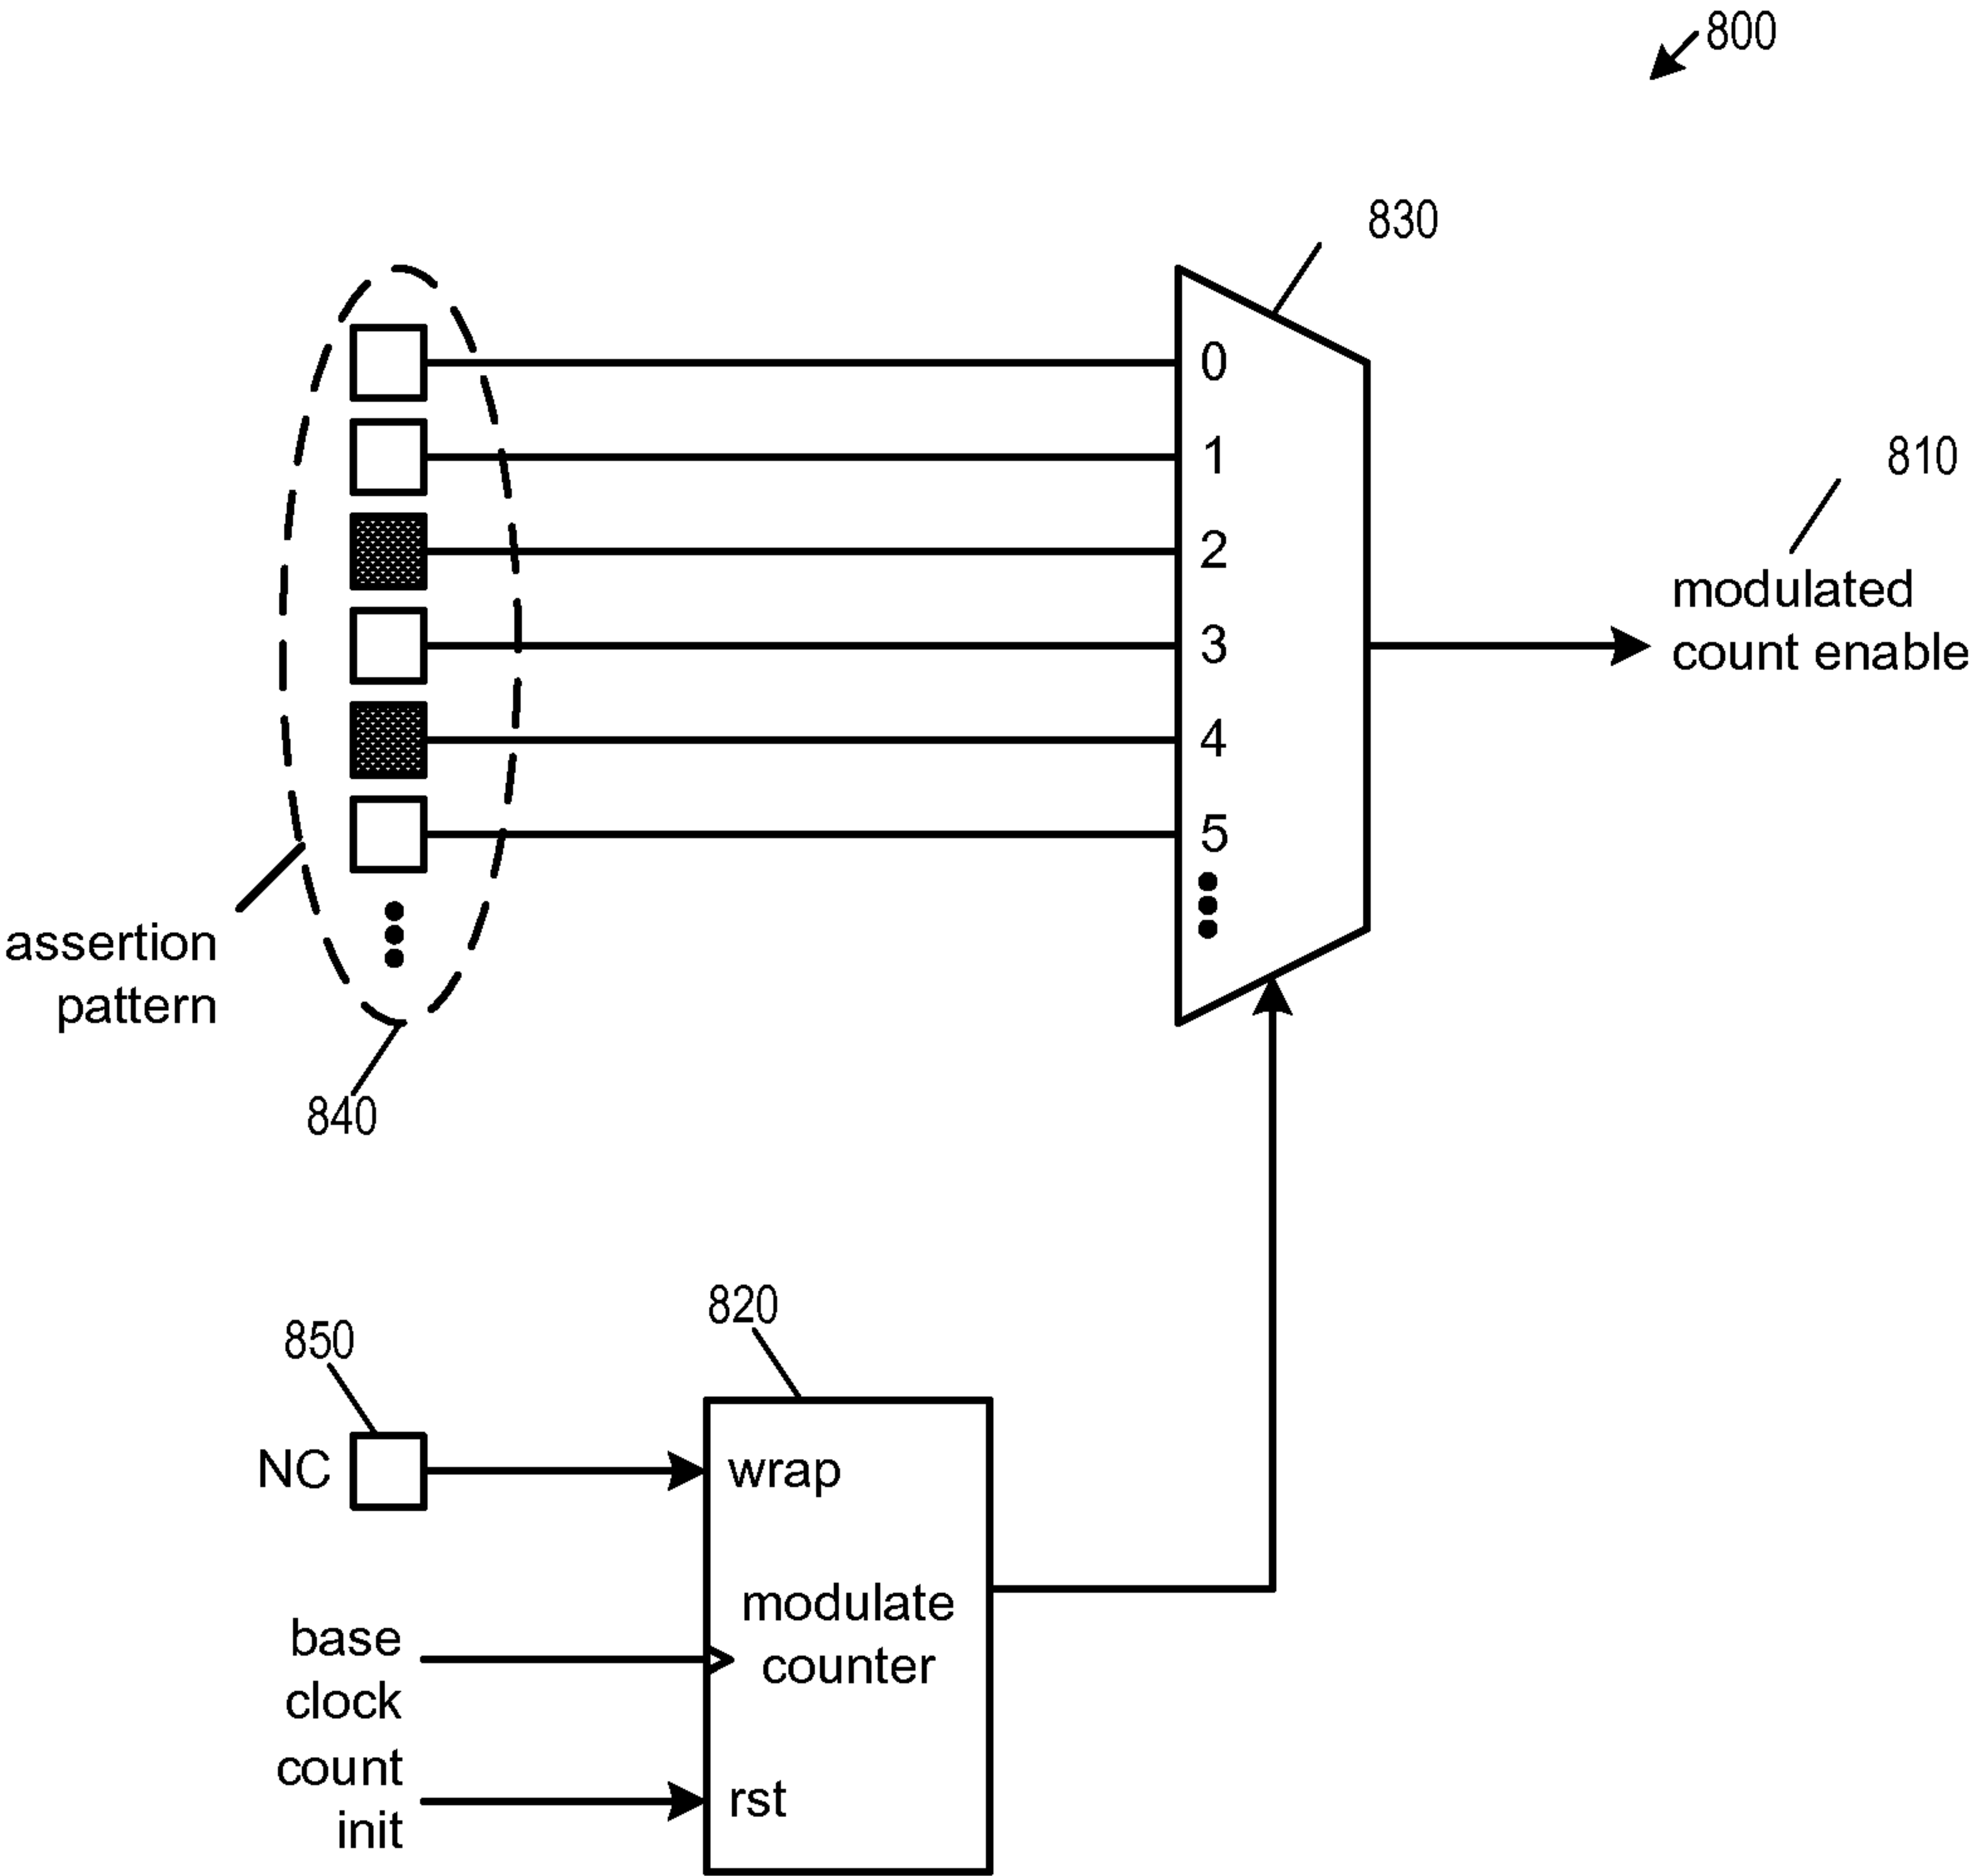 800
830
0
1
2
3
4
5
810
modulated
count enable
assertion
pattern
840
850
NC
820
wrap
modulate
counter
base
clock
count
init
rst